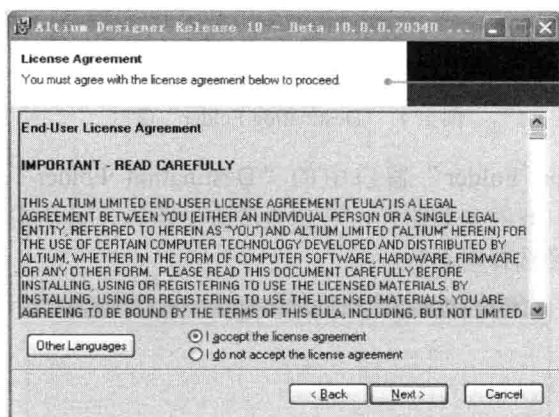 Altium Designer Release 10 - Beta 10.0.0.20340 ...
License Agreement
You must agree with the license agreement below to proceed.
End-User License Agreement
IMPORTANT - READ CAREFULLY
THIS ALTIUM LIMITED END-USER LICENSE AGREEMENT ("EULA") IS A LEGAL
AGREEMENT BETWEEN YOU (EITHER AN INDIVIDUAL PERSON OR A SINGLE LEGAL
ENTITY, REFERRED TO HEREIN AS "YOU") AND ALTIUM LIMITED ("ALTIUM" HEREIN) FOR
THE USE OF CERTAIN COMPUTER TECHNOLOGY DEVELOPED AND DISTRIBUTED BY
ALTIUM, WHETHER IN THE FORM OF COMPUTER SOFTWARE, HARDWARE, FIRMWARE
OR ANY OTHER FORM. PLEASE READ THIS DOCUMENT CAREFULLY BEFORE
INSTALLING, USING OR REGISTERING TO USE THE LICENSED MATERIALS. BY
INSTALLING, USING OR REGISTERING TO USE THE LICENSED MATERIALS, YOU ARE
AGREEING TO BE BOUND BY THE TERMS OF THIS EULA, INCLUDING, BUT NOT LIMITED
Other Languages
I accept the license agreement
I do not accept the license agreement
< Back
Next >
Cancel